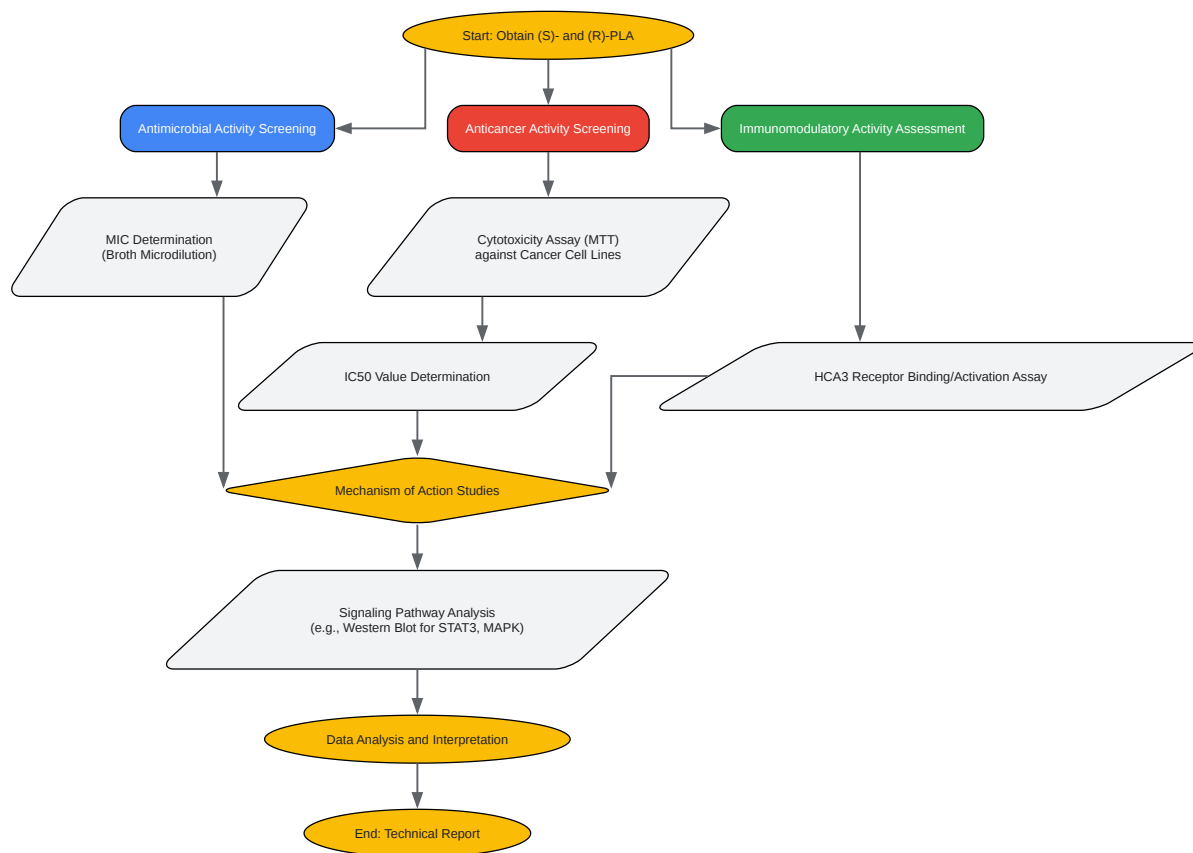 Start: Obtain (S)- and (R)-PLA
Antimicrobial Activity Screening
Anticancer Activity Screening
Immunomodulatory Activity Assessment
MIC Determination
(Broth Microdilution)
Cytotoxicity Assay (MTT)
against Cancer Cell Lines
IC50 Value Determination
HCA3 Receptor Binding/Activation Assay
Mechanism of Action Studies
Signaling Pathway Analysis
(e.g., Western Blot for STAT3, MAPK)
Data Analysis and Interpretation
End: Technical Report